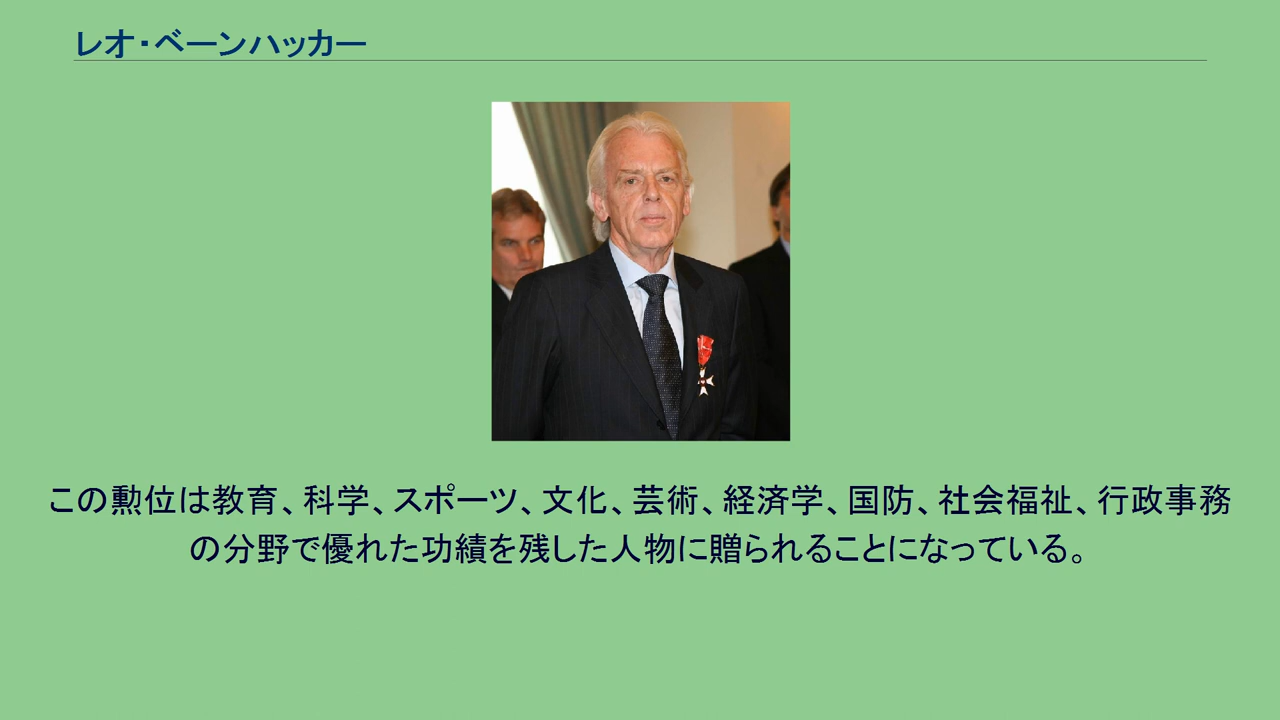 レオ・ベーンハッカー
この勲位は教育、科学、スポーツ、文化、芸術、経済学、国防、社会福祉、行政事務
の分野で優れた功績を残した人物に贈られることになっている。